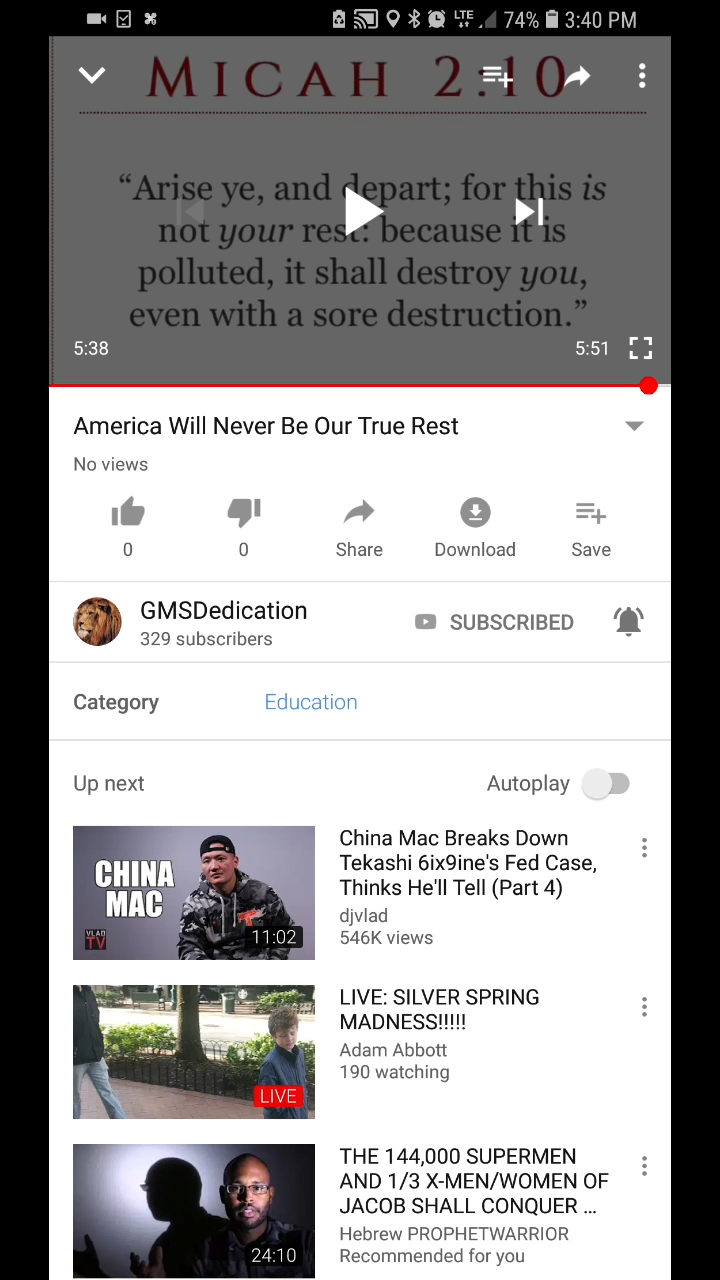 LTE 74% 3:40 PM
MICAH 2:10
“Arise ye, and depart; for this is
not your rest: because it is
polluted, it shall destroy you,
even with a sore destruction.”
5:38 5:51
America Will Never Be Our True Rest
No views
0 0 Share Download Save
GMSDedication
329 subscribers
SUBSCRIBED
Category Education
Up next Autoplay
CHINA
MAC
VLAD
TV
11:02
China Mac Breaks Down
Tekashi 6ix9ine's Fed Case,
Thinks He'll Tell (Part 4)
djvlad
546K views
LIVE
LIVE: SILVER SPRING
MADNESS!!!!!
Adam Abbott
190 watching
24:10
THE 144,000 SUPERMEN
AND 1/3 X-MEN/WOMEN OF
JACOB SHALL CONQUER ...
Hebrew PROPHETWARRIOR
Recommended for you